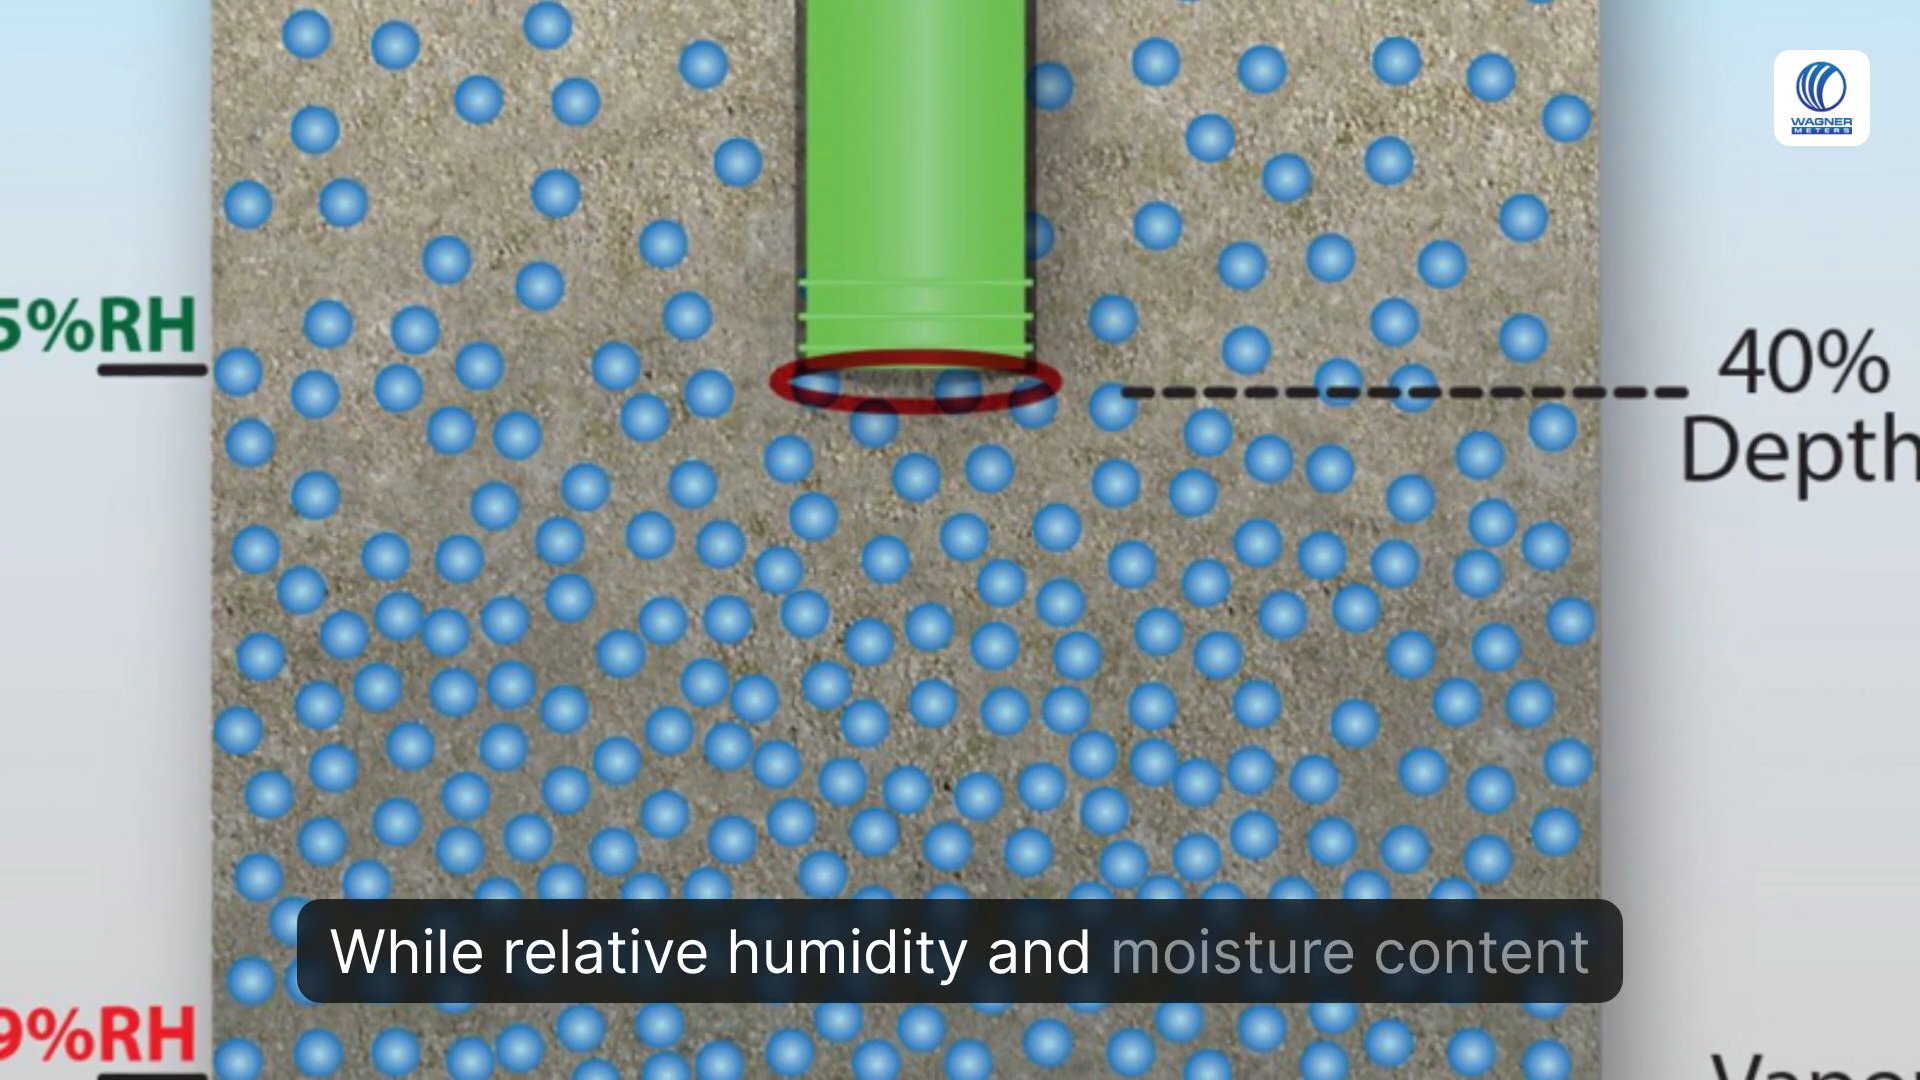 WAGNER
METERS
5%RH
40%
Depth
While relative humidity and moisture content
9%RH